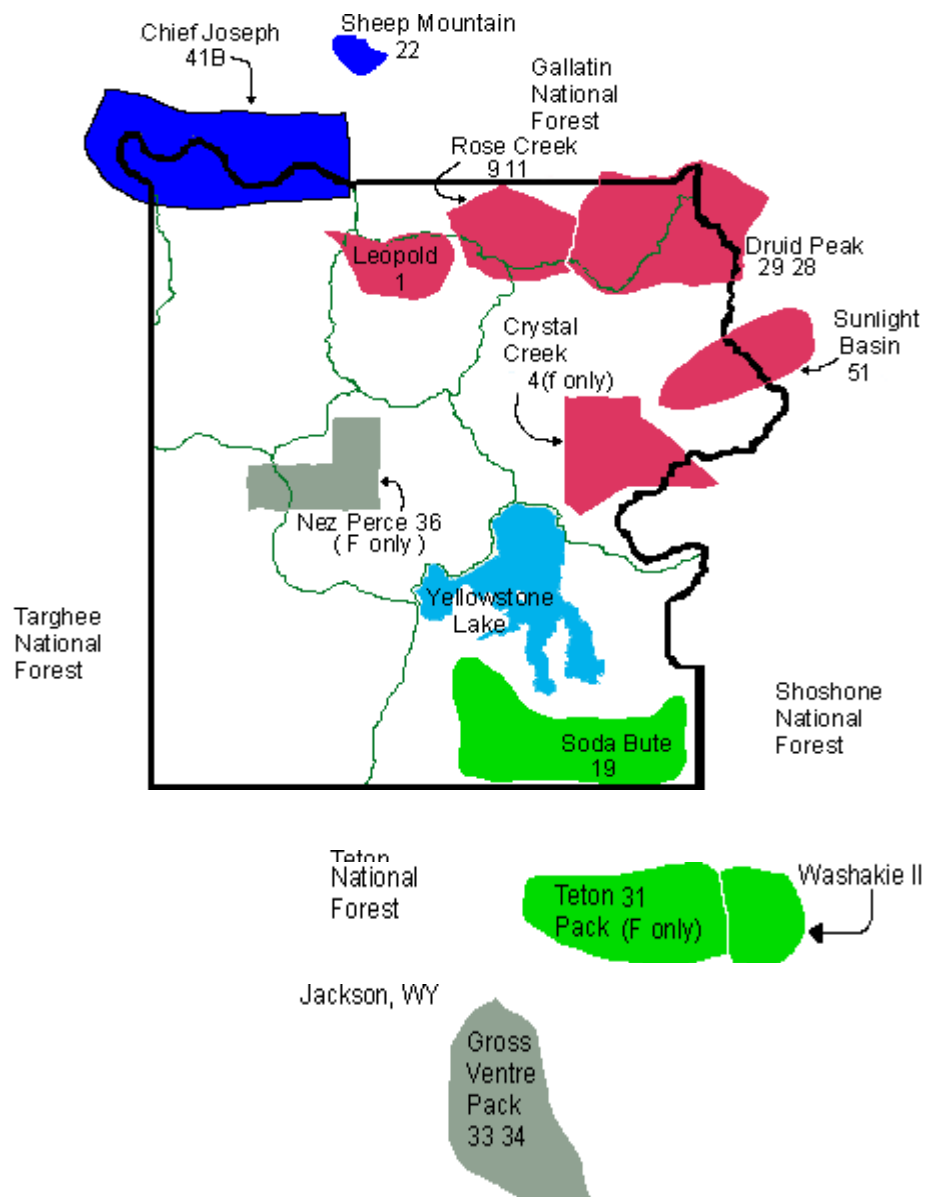 Sheep Mountain
22
Chief Joseph
41B
Gallatin
National
Forest
Rose Creek
9 11
Leopold
1
Druid Peak
29 28
Crystal
Creek
4(f only)
Sunlight
Basin
51
Nez Perce 36
( F only )
Yellowstone
Lake
Targhee
National
Forest
Shoshone
National
Forest
Soda Bute
19
Teton
National
Forest
Teton 31
Pack (F only)
Washakie II
Jackson, WY
Gross
Ventre
Pack
33 34